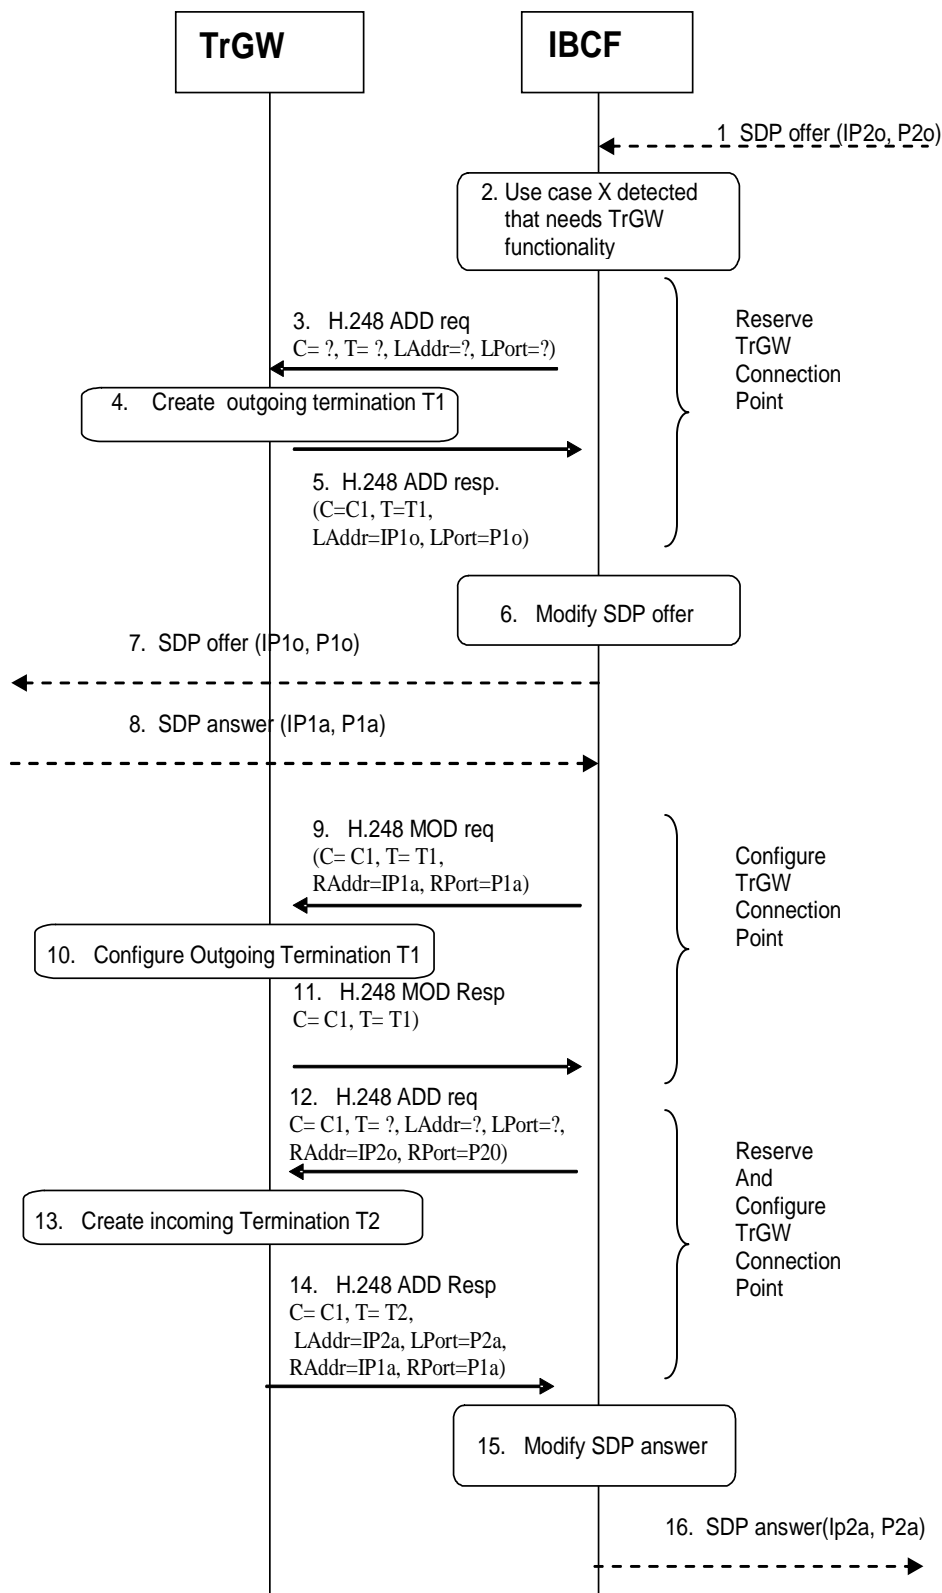 TrGW
IBCF
1 SDP offer (IP2o, P2o)
2. Use case X detected
that needs TrGW
functionality
Reserve
TrGW
Connection
Point
3. H.248 ADD req
C= ?, T= ?, LAddr=?, LPort=?)
4. Create outgoing termination T1
5. H.248 ADD resp.
(C=C1, T=T1,
LAddr=IP1o, LPort=P1o)
6. Modify SDP offer
7. SDP offer (IP1o, P1o)
8. SDP answer (IP1a, P1a)
9. H.248 MOD req
(C= C1, T= T1,
RAddr=IP1a, RPort=P1a)
Configure
TrGW
Connection
Point
10. Configure Outgoing Termination T1
11. H.248 MOD Resp
C= C1, T= T1)
12. H.248 ADD req
C= C1, T= ?, LAddr=?, LPort=?,
RAddr=IP2o, RPort=P20)
Reserve
And
Configure
TrGW
Connection
Point
13. Create incoming Termination T2
14. H.248 ADD Resp
C= C1, T= T2,
LAddr=IP2a, LPort=P2a,
RAddr=IP1a, RPort=P1a)
15. Modify SDP answer
16. SDP answer(Ip2a, P2a)